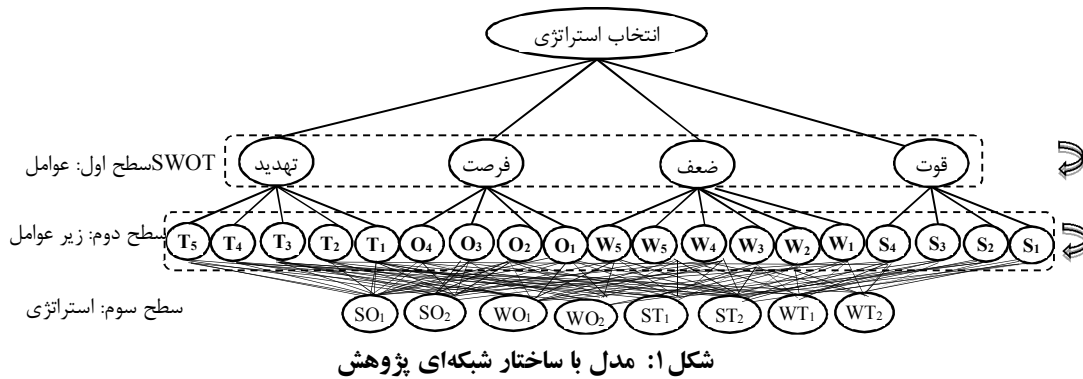 انتخاب استراتژی
سطح اول: عوامل SWOT
قوت ضعف فرصت تهدید
سطح دوم: زیر عوامل
T5 T4 T3 T2 T1 O4 O3 O2 O1 W5 W5 W4 W3 W2 W1 S4 S3 S2 S1
سطح سوم: استراتژی
SO1 SO2 WO1 WO2 ST1 ST2 WT1 WT2
شکل۱: مدل با ساختار شبکه‌ای پژوهش